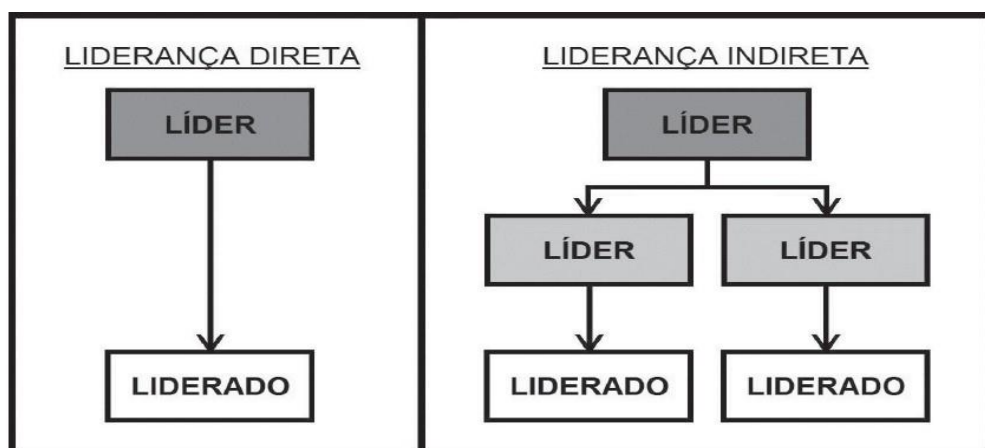 LIDERANÇA DIRETA
LÍDER
LIDERADO
LIDERANÇA INDIRETA
LÍDER
LÍDER
LÍDER
LIDERADO
LIDERADO